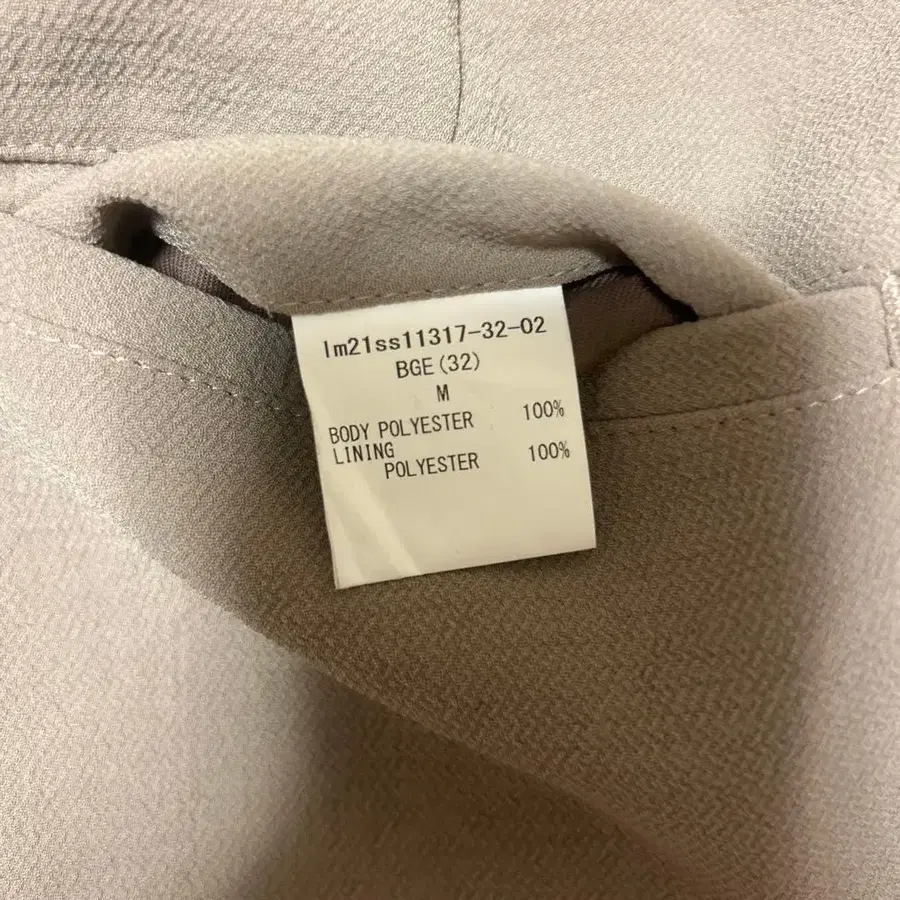 lm21ss11317-32-02
BGE(32)
M
BODY POLYESTER 100%
LINING
POLYESTER 100%